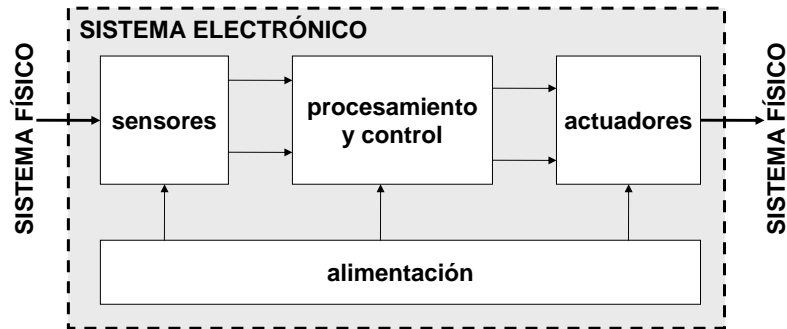 SISTEMA ELECTRÓNICO
SISTEMA FÍSICO
sensores
procesamiento
y control
actuadores
SISTEMA FÍSICO
alimentación